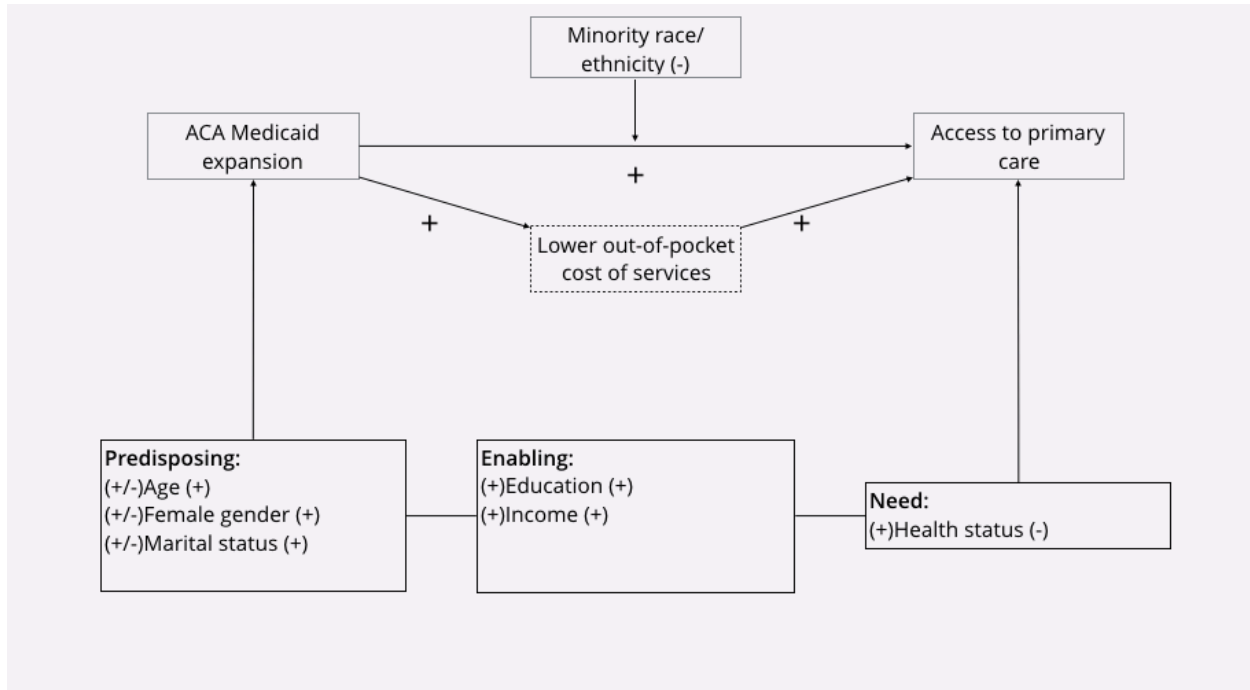 Minority race/
ethnicity (-)
ACA Medicaid
expansion
Access to primary
care
+
+
+
Lower out-of-pocket
cost of services
Predisposing:
(+/-)Age (+)
(+/-)Female gender (+)
(+/-)Marital status (+)
Enabling:
(+)Education (+)
(+)Income (+)
Need:
(+)Health status (-)